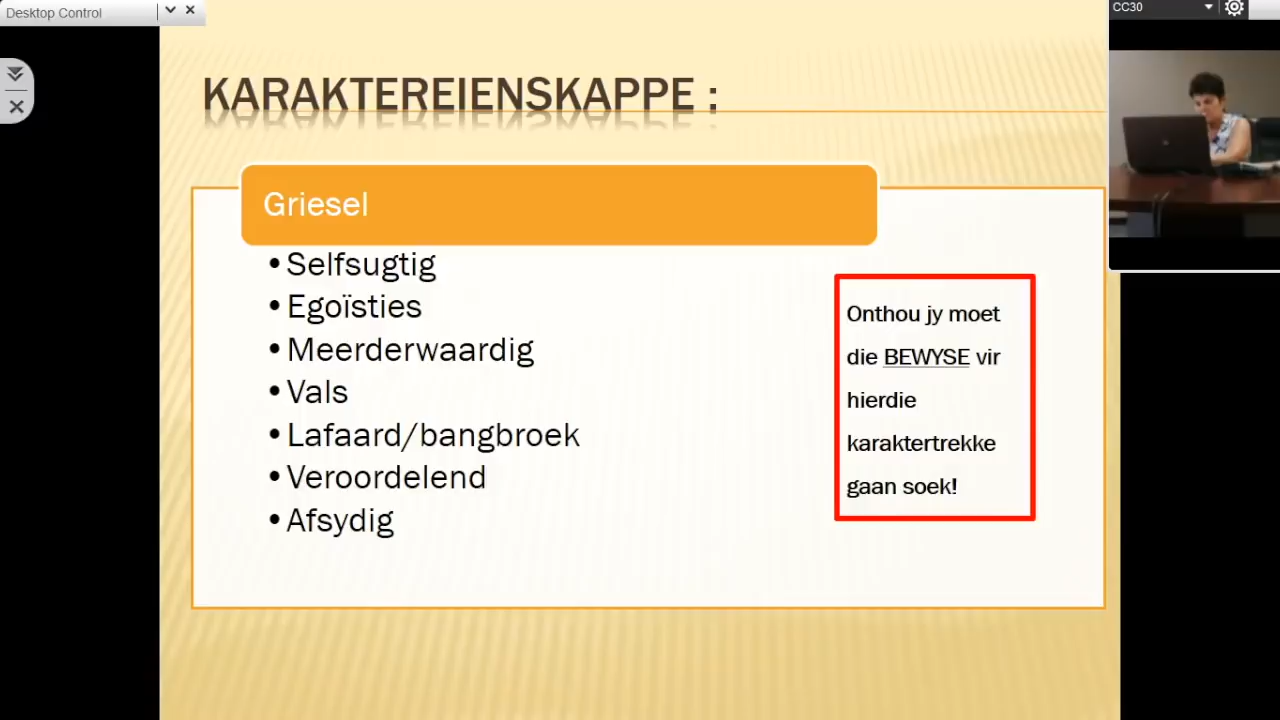 Desktop Control
CC30
KARAKTEREIENSKAPPE :
Griesel
•Selfsugtig
•Egoïsties
•Meerderwaardig
•Vals
•Lafaard/bangbroek
•Veroordelend
•Afsydig
Onthou jy moet
die BEWYSE vir
hierdie
karaktertrekke
gaan soek!